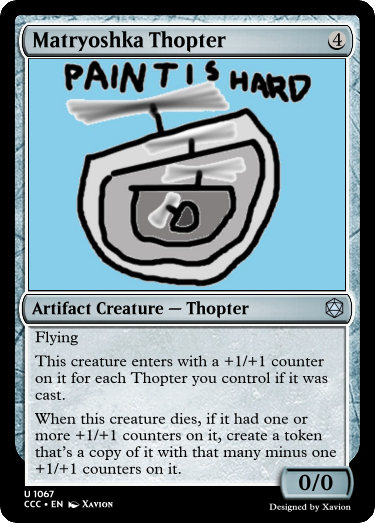 Matryoshka Thopter 4
PAINT IS HARD
Artifact Creature — Thopter
Flying
This creature enters with a +1/+1 counter
on it for each Thopter you control if it was
cast.
When this creature dies, if it had one or
more +1/+1 counters on it, create a token
that's a copy of it with that many minus one
+1/+1 counters on it.
0/0
U 1067
CCC • EN XAVION
Designed by Xavion